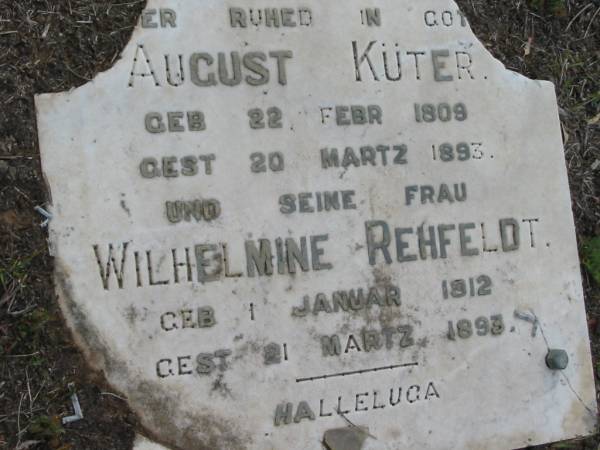 ER RUHED IN GOT
AUGUST KÜTER.
GEB 22 FEBR 1809
GEST 20 MARTZ 1893.
UND SEINE FRAU
WILHELMINE REHFELDT.
GEB 1 JANUAR 1812
GEST 21 MARTZ 1893.
HALLELUGA